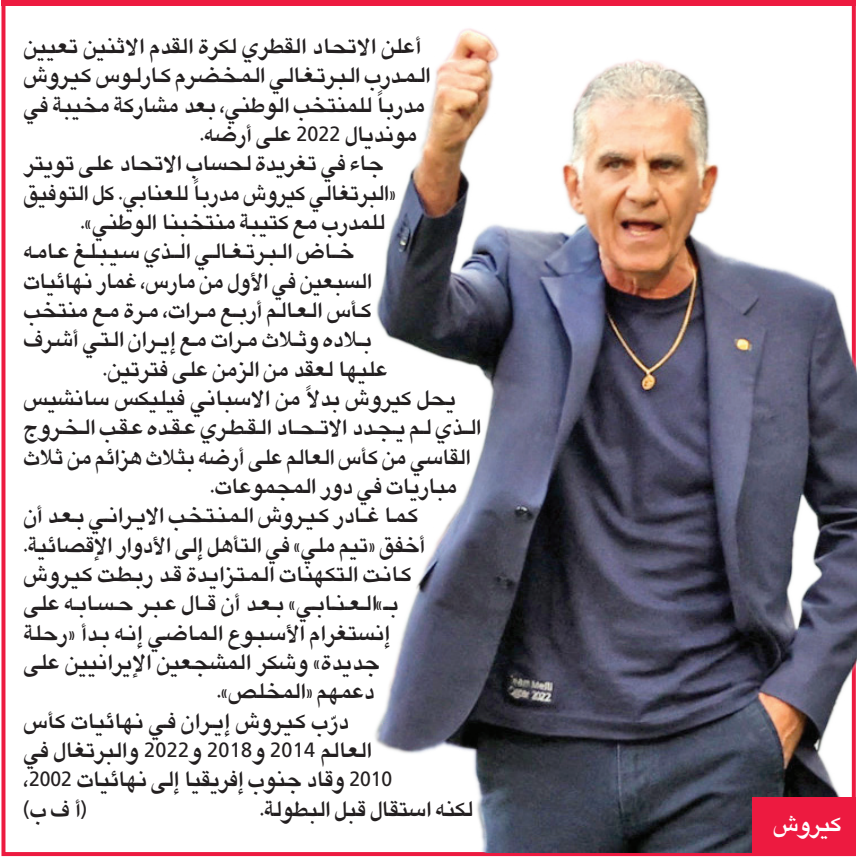 أعلن الاتحاد القطري لكرة القدم الاثنين تعيين
المدرب البرتغالي المخضرم كارلوس كيروش
مدرباً للمنتخب الوطني، بعد مشاركة مخيبة في
مونديال 2022 على أرضه.
جاء في تغريدة لحساب الاتحاد على تويتر
«البرتغالي كيروش مدرباً للعنابي. كل التوفيق
للمدرب مع كتيبة منتخبنا الوطني».
خاض البرتغالي الذي سيبلغ عامه
السبعين في الأول من مارس، غمار نهائيات
كأس العالم أربع مرات، مرة مع منتخب
بلاده وثلاث مرات مع إيران التي أشرف
عليها لعقد من الزمن على فترتين.
يحل كيروش بدلاً من الاسباني فيليكس سانشيس
الذي لم يجدد الاتحاد القطري عقده عقب الخروج
القاسي من كأس العالم على أرضه بثلاث هزائم من ثلاث
مباريات في دور المجموعات.
كما غادر كيروش المنتخب الايراني بعد أن
أخفق «تيم ملي» في التأهل إلى الأدوار الإقصائية.
كانت التكهنات المتزايدة قد ربطت كيروش
بـ»العنابي» بعد أن قال عبر حسابه على
إنستغرام الأسبوع الماضي إنه بدأ «رحلة
جديدة» وشكر المشجعين الإيرانيين على
دعمهم «المخلص».
درّب كيروش إيران في نهائيات كأس
العالم 2014 و2018 و2022 والبرتغال في
2010 وقاد جنوب إفريقيا إلى نهائيات 2002،
لكنه استقال قبل البطولة. (أ ف ب)
Team Melli
Qatar 2022
كيروش